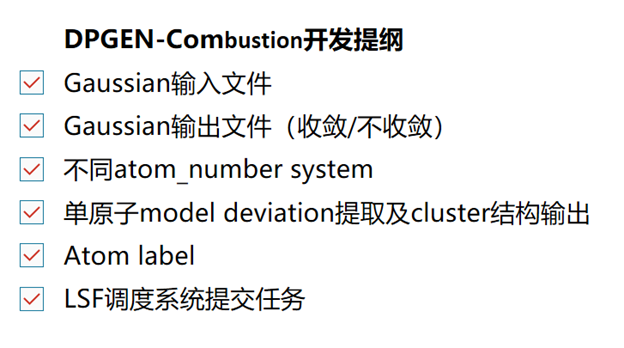 DPGEN-Combustion开发提纲
Gaussian输入文件
Gaussian输出文件（收敛/不收敛）
不同atom_number system
单原子model deviation提取及cluster结构输出
Atom label
LSF调度系统提交任务